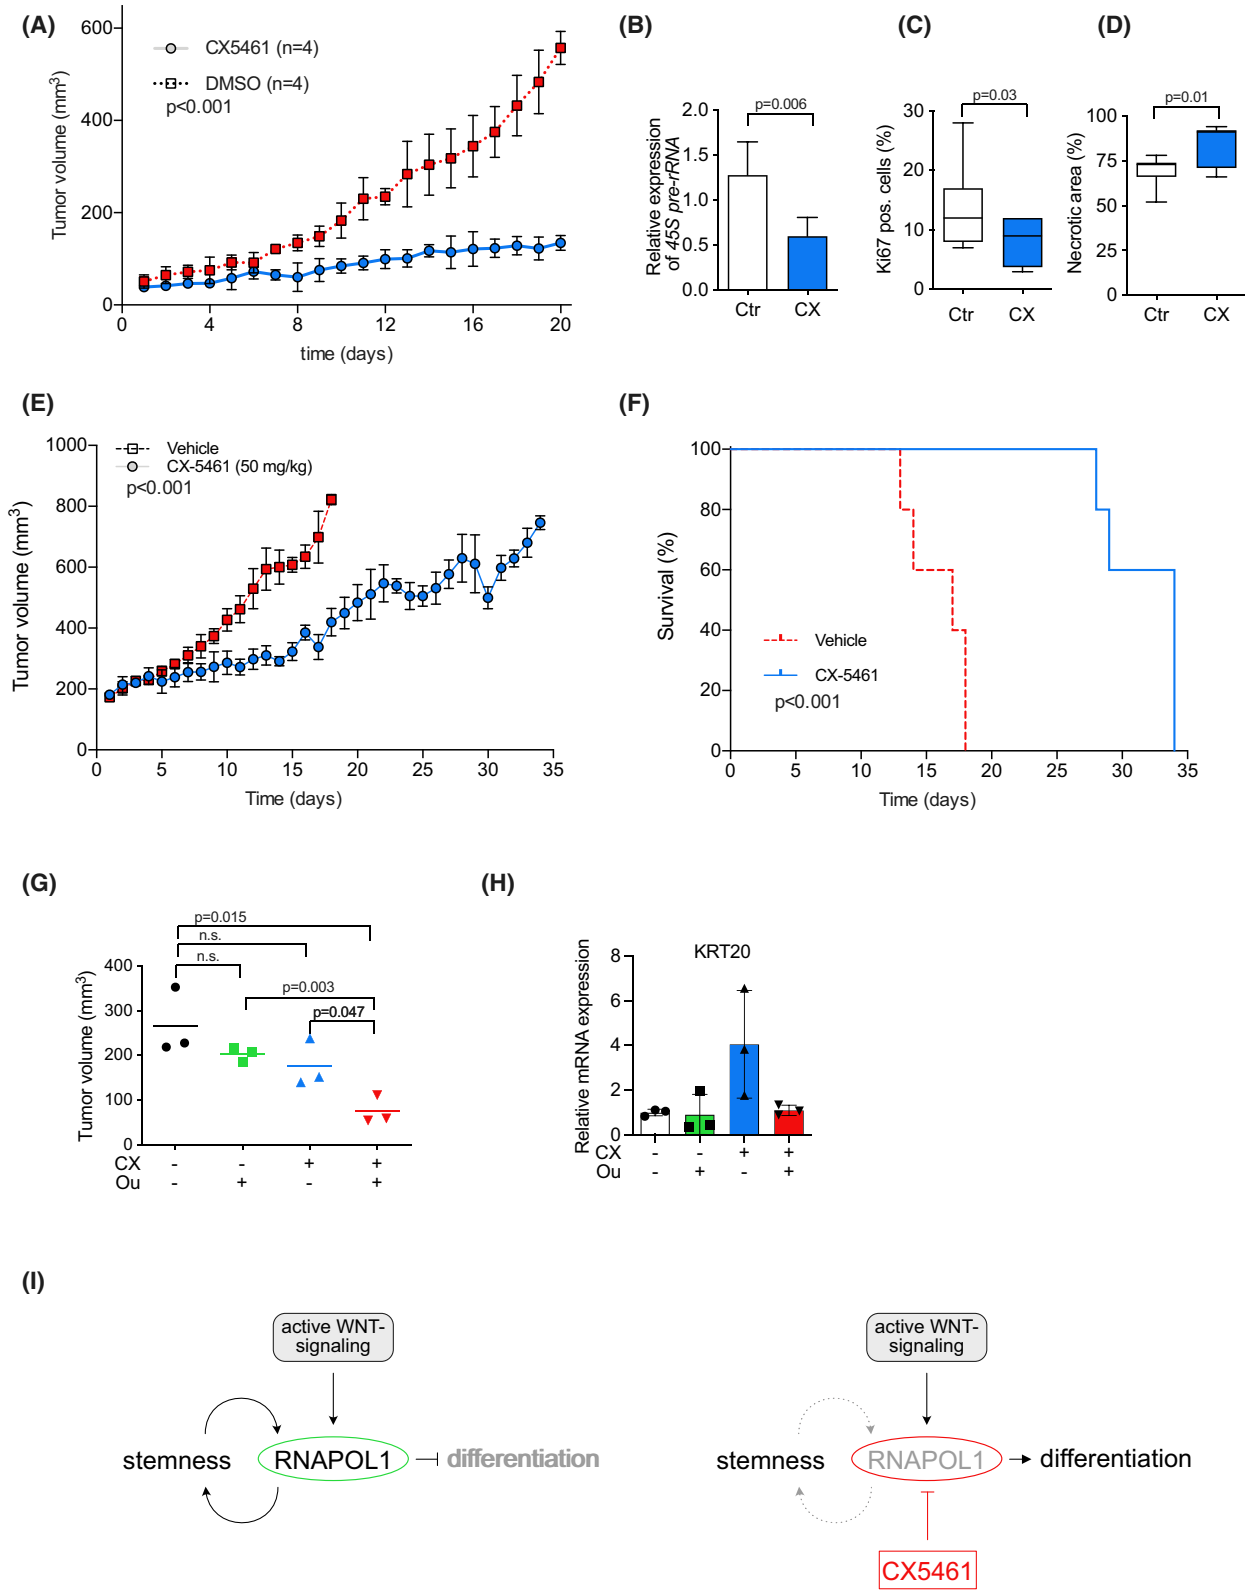 (A)
600
400
200
0
Tumor volume (mm3)
CX5461 (n=4)
DMSO (n=4)
p<0.001
0 4 8 12 16 20
time (days)
(B)
p=0.006
2.0
1.5
1.0
0.5
0.0
Relative expression
of 45S pre-rRNA
Ctr CX
(C)
p=0.03
30
20
10
0
Ki67 pos. cells (%)
Ctr CX
(D)
p=0.01
100
75
50
25
0
Necrotic area (%)
Ctr CX
(E)
1000
800
600
400
200
0
Tumor volume (mm3)
Vehicle
CX-5461 (50 mg/kg)
p<0.001
0 5 10 15 20 25 30 35
Time (days)
(F)
100
80
60
40
20
0
Survival (%)
Vehicle
CX-5461
p<0.001
0 5 10 15 20 25 30 35
Time (days)
(G)
p=0.015
n.s.
n.s.
p=0.003
p=0.047
400
300
200
100
0
Tumor volume (mm3)
CX - - + +
Ou - + - +
(H)
KRT20
8
6
4
2
0
Relative mRNA expression
CX - - + +
Ou - + - +
(I)
active WNT-
signaling
stemness
RNAPOL1
differentiation
active WNT-
signaling
stemness
RNAPOL1
differentiation
CX5461